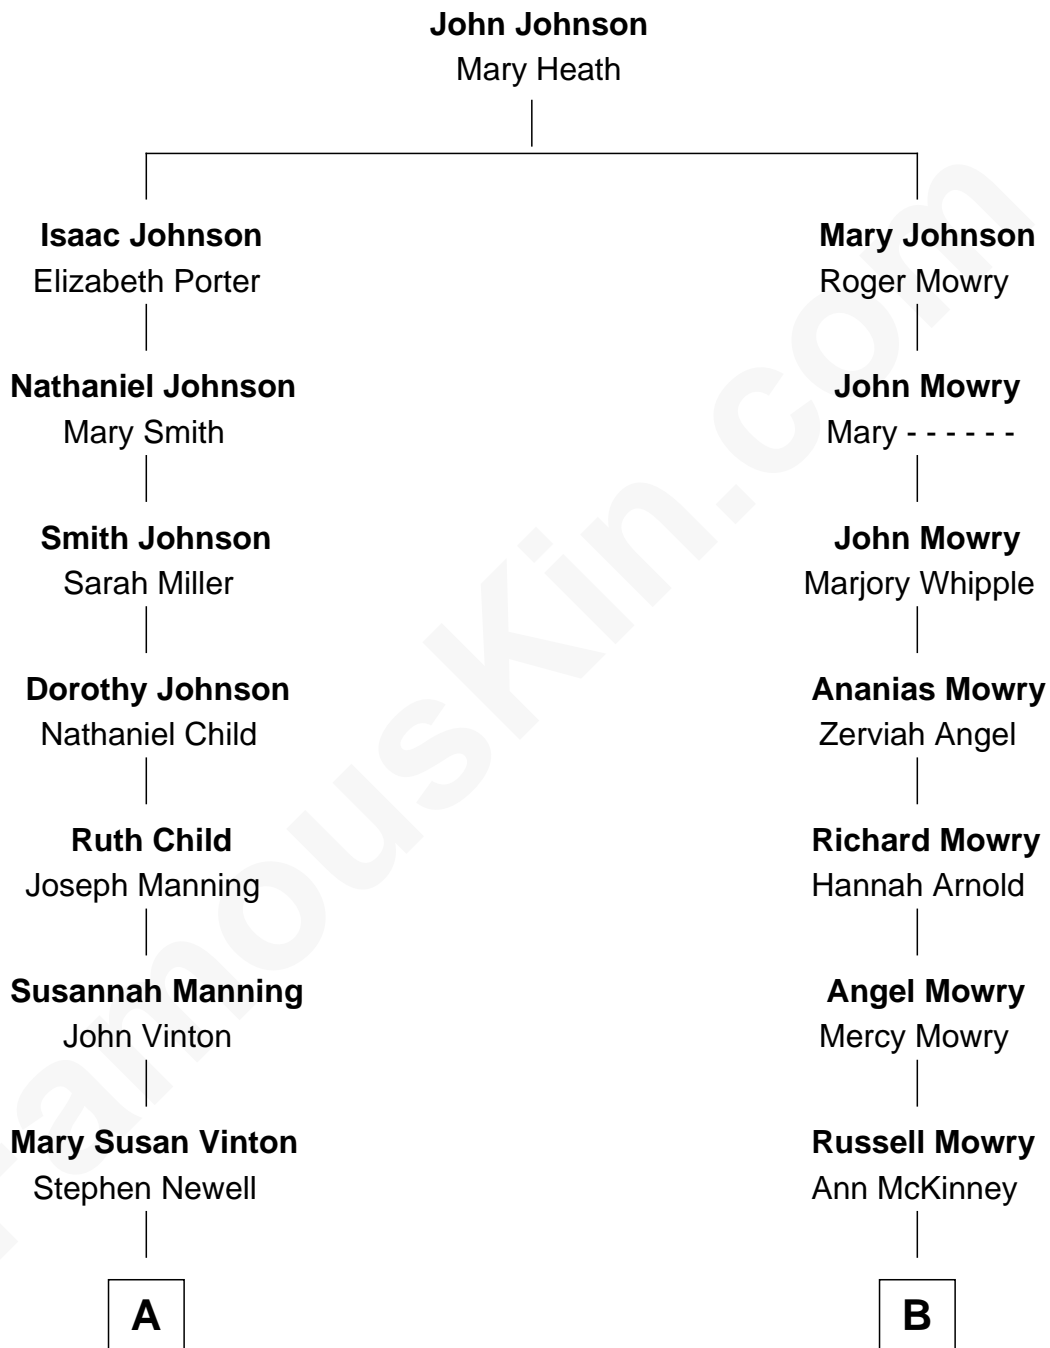 John Johnson
Mary Heath
Isaac Johnson
Elizabeth Porter
Mary Johnson
Roger Mowry
Nathaniel Johnson
Mary Smith
John Mowry
Mary - - - - - -
Smith Johnson
Sarah Miller
John Mowry
Marjory Whipple
Dorothy Johnson
Nathaniel Child
Ananias Mowry
Zerviah Angel
Ruth Child
Joseph Manning
Richard Mowry
Hannah Arnold
Susannah Manning
John Vinton
Angel Mowry
Mercy Mowry
Mary Susan Vinton
Stephen Newell
Russell Mowry
Ann McKinney
A
B
FamousKin.com